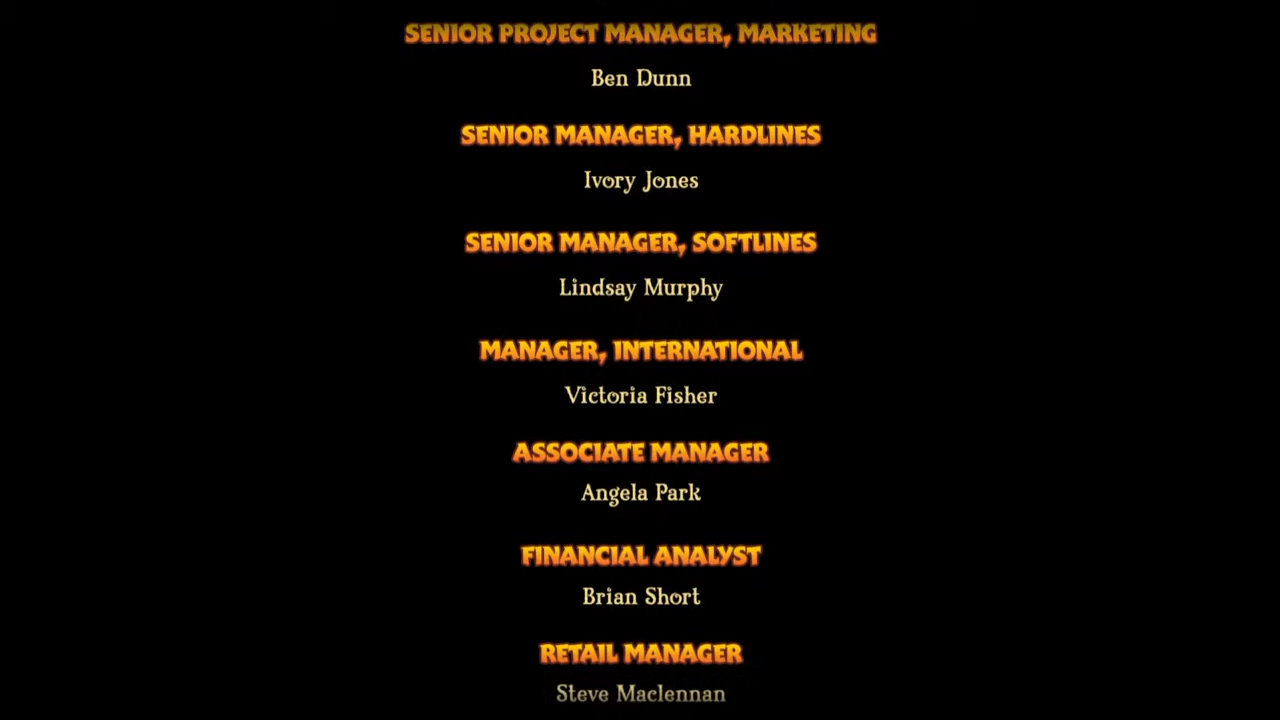 SENIOR PROJECT MANAGER, MARKETING
Ben Dunn
SENIOR MANAGER, HARDLINES
Ivory Jones
SENIOR MANAGER, SOFTLINES
Lindsay Murphy
MANAGER, INTERNATIONAL
Victoria Fisher
ASSOCIATE MANAGER
Angela Park
FINANCIAL ANALYST
Brian Short
RETAIL MANAGER
Steve Maclennan